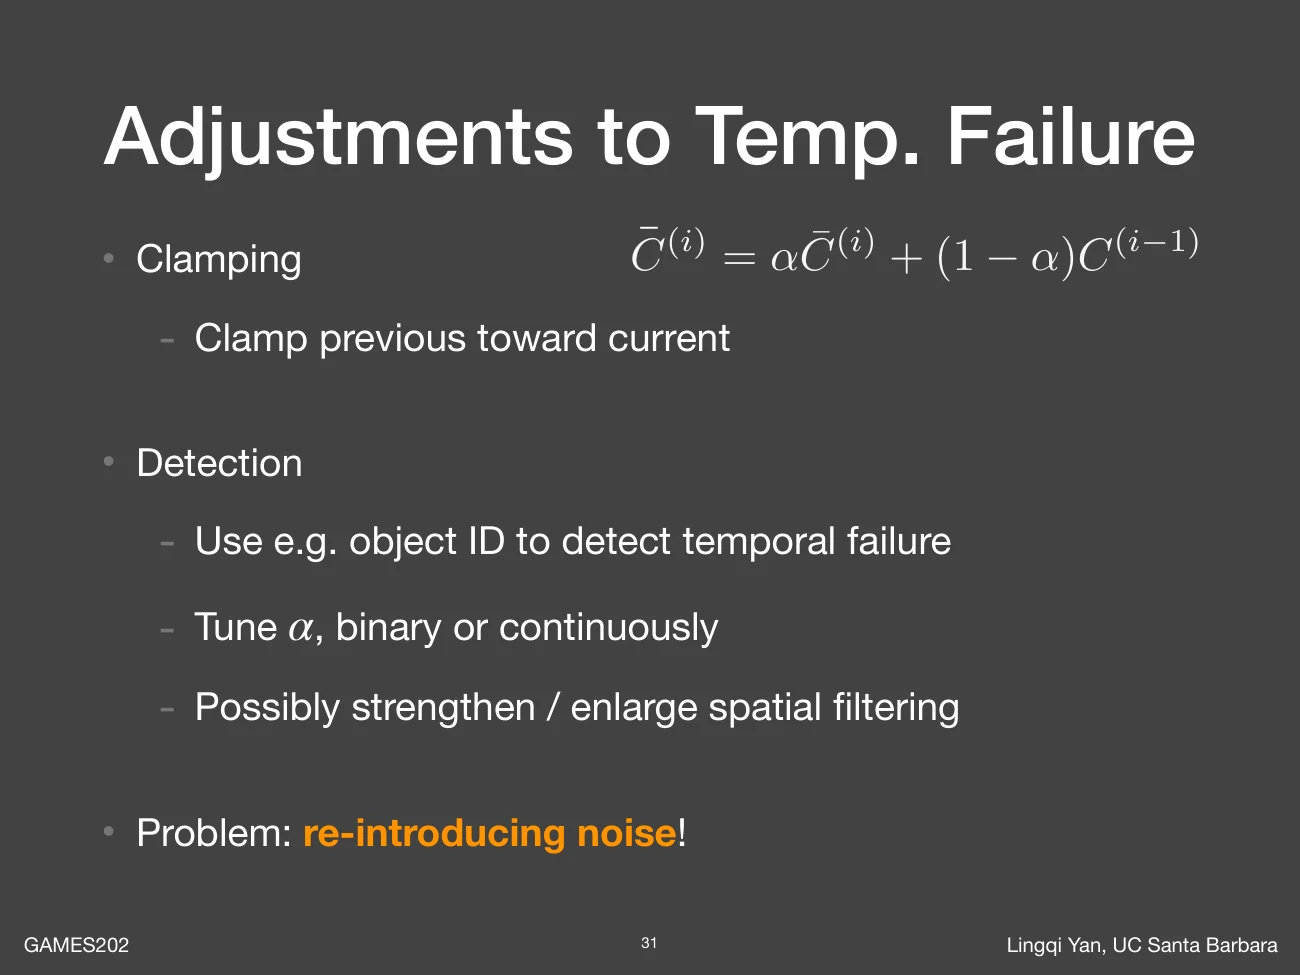 Adjustments to Temp. Failure
• Clamping
C̄^(i) = αC̄^(i) + (1 − α)C^(i−1)
- Clamp previous toward current
• Detection
- Use e.g. object ID to detect temporal failure
- Tune α, binary or continuously
- Possibly strengthen / enlarge spatial filtering
• Problem: re-introducing noise!
GAMES202
31
Lingqi Yan, UC Santa Barbara